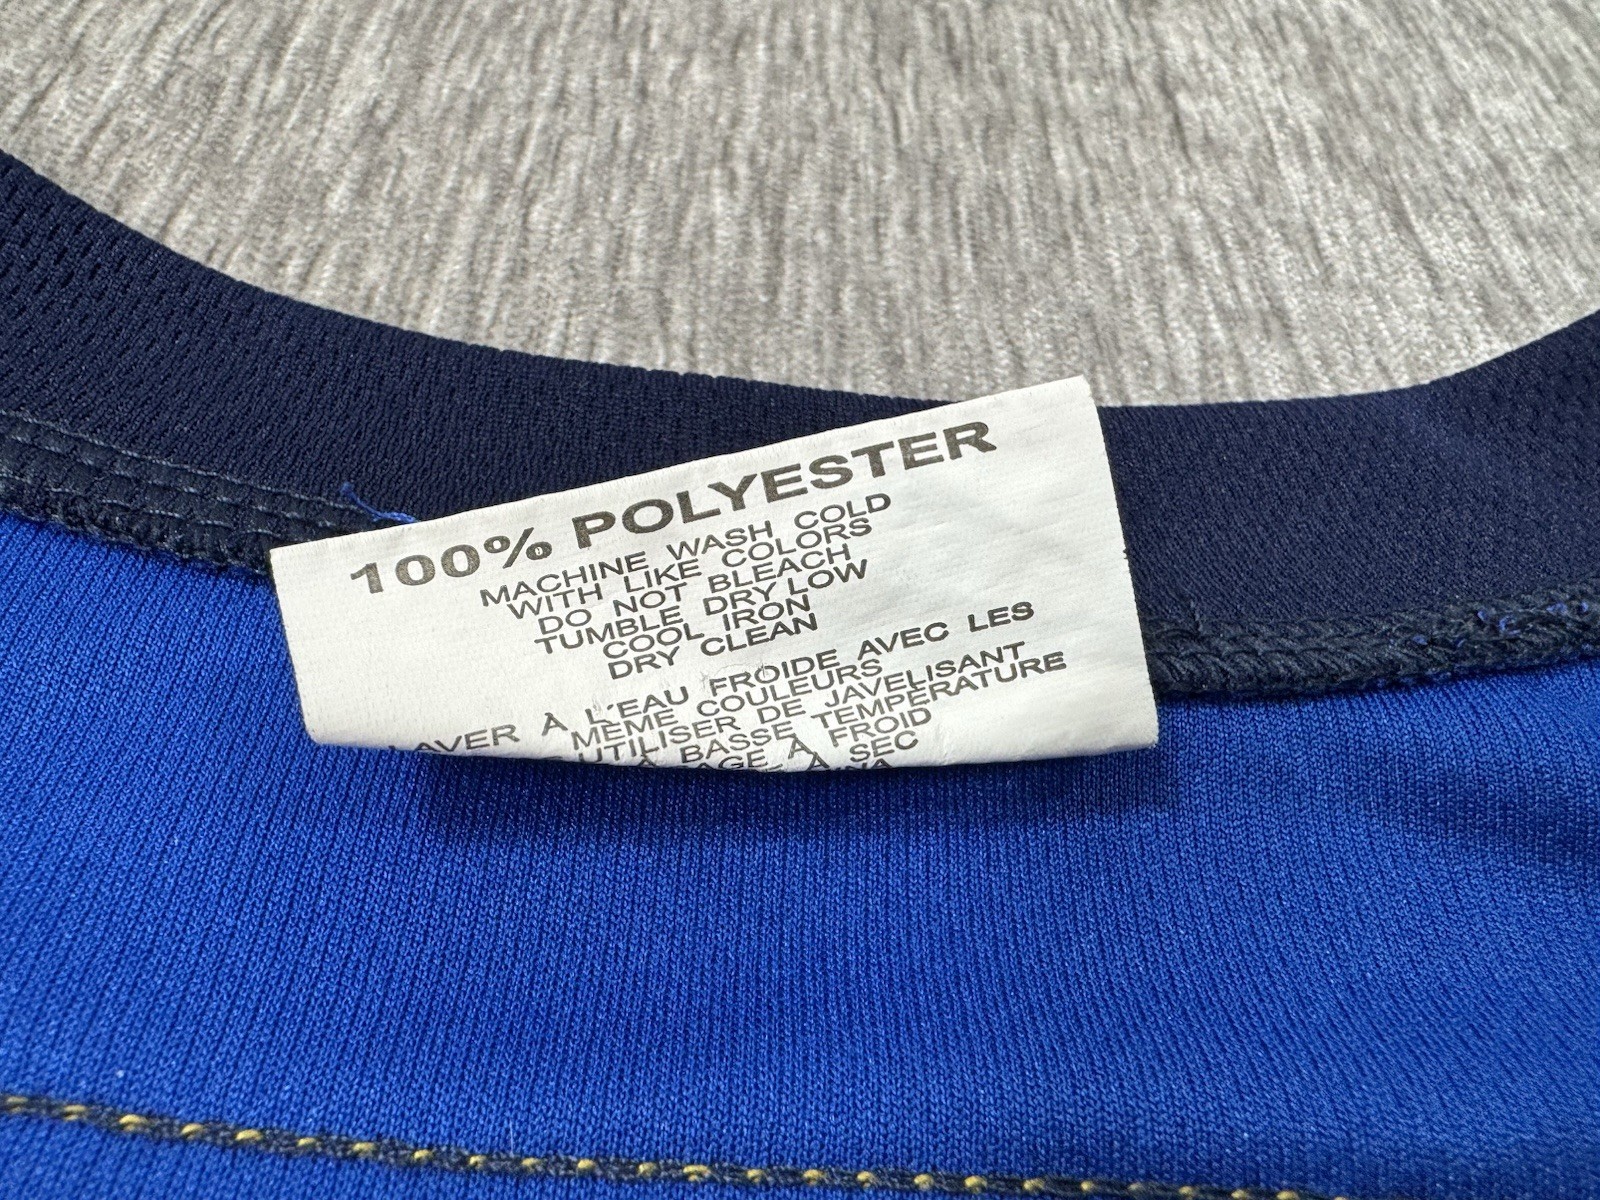 100% POLYESTER
MACHINE WASH COLD
WITH LIKE COLORS
DO NOT BLEACH
TUMBLE DRY LOW
COOL IRON
DRY CLEAN
LAVER À L'EAU FROIDE AVEC LES
MÊME COULEURS
UTILISER DE JAVELISANT
À BASSE TEMPÉRATURE
À FROID
À SEC